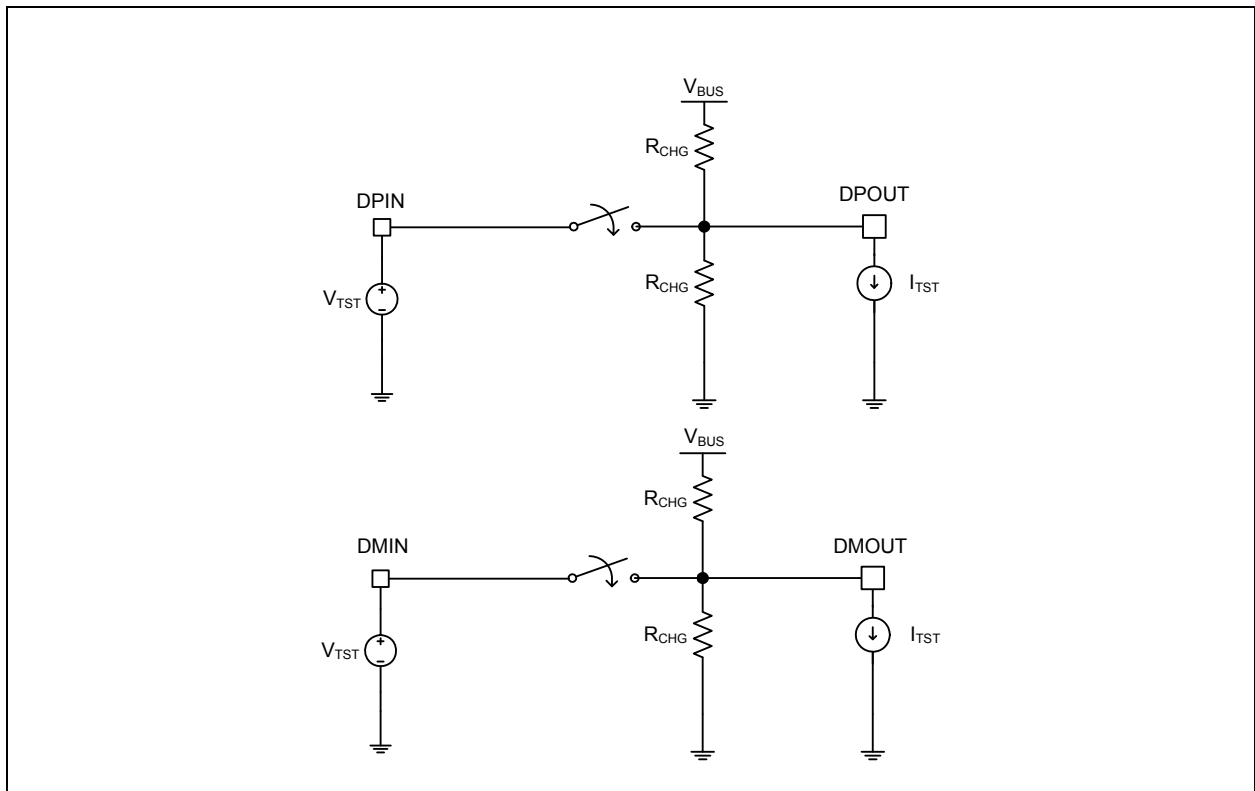 V_BUS
R_CHG
DPIN
DPOUT
R_CHG
V_TST
+
−
I_TST
V_BUS
R_CHG
DMIN
DMOUT
R_CHG
V_TST
+
−
I_TST